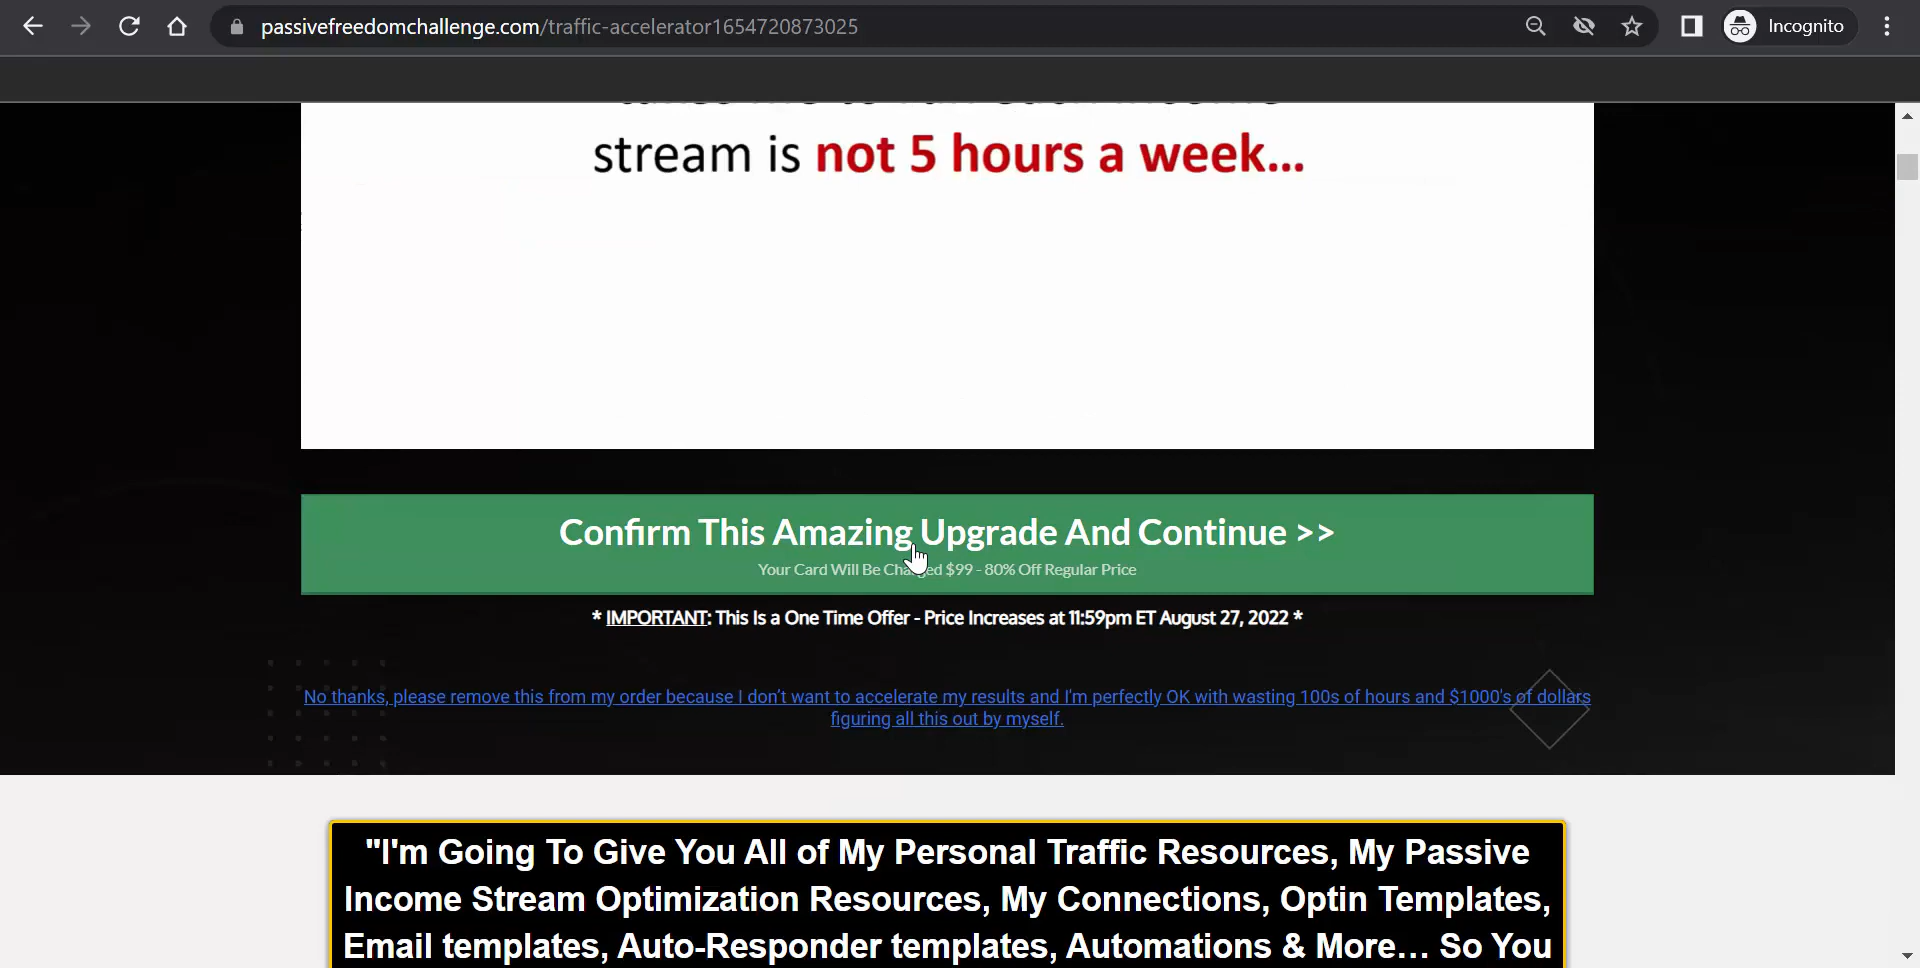 passivefreedomchallenge.com/traffic-accelerator1654720873025
Incognito
stream is not 5 hours a week...
Confirm This Amazing Upgrade And Continue >>
Your Card Will Be Charged $99 - 80% Off Regular Price
* IMPORTANT: This Is a One Time Offer - Price Increases at 11:59pm ET August 27, 2022 *
No thanks, please remove this from my order because I don't want to accelerate my results and I'm perfectly OK with wasting 100s of hours and $1000's of dollars
figuring all this out by myself.
"I'm Going To Give You All of My Personal Traffic Resources, My Passive
Income Stream Optimization Resources, My Connections, Optin Templates,
Email templates, Auto-Responder templates, Automations & More... So You